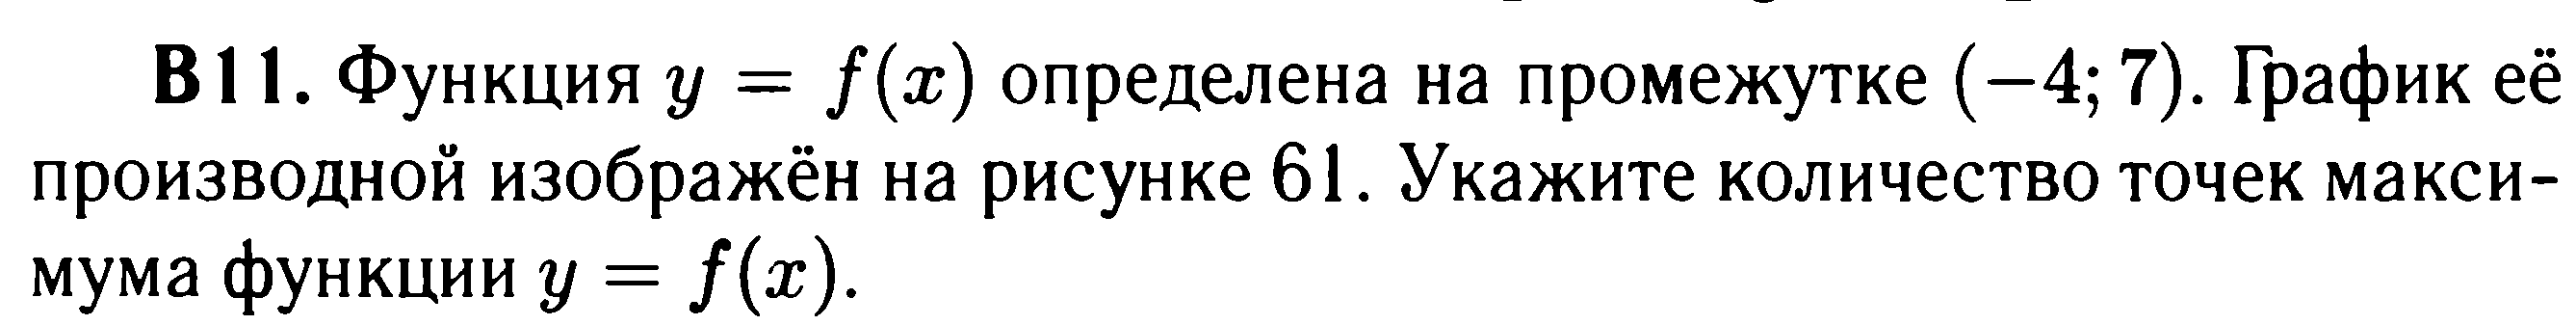 В11. Функция y = f(x) определена на промежутке (−4; 7). График её
производной изображён на рисунке 61. Укажите количество точек макси-
мума функции y = f(x).